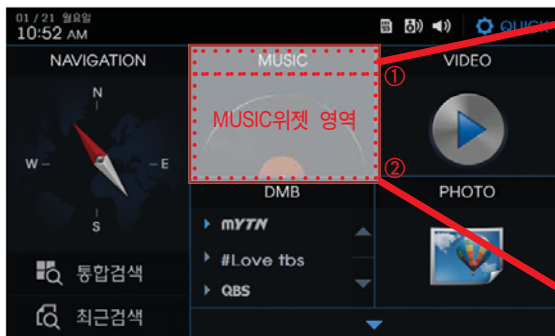 01 / 21 월요일
10:52 AM
QUICK
NAVIGATION
MUSIC
VIDEO
①
N
MUSIC위젯 영역
W
E
②
S
DMB
PHOTO
mYTN
#Love tbs
QBS
통합검색
최근검색